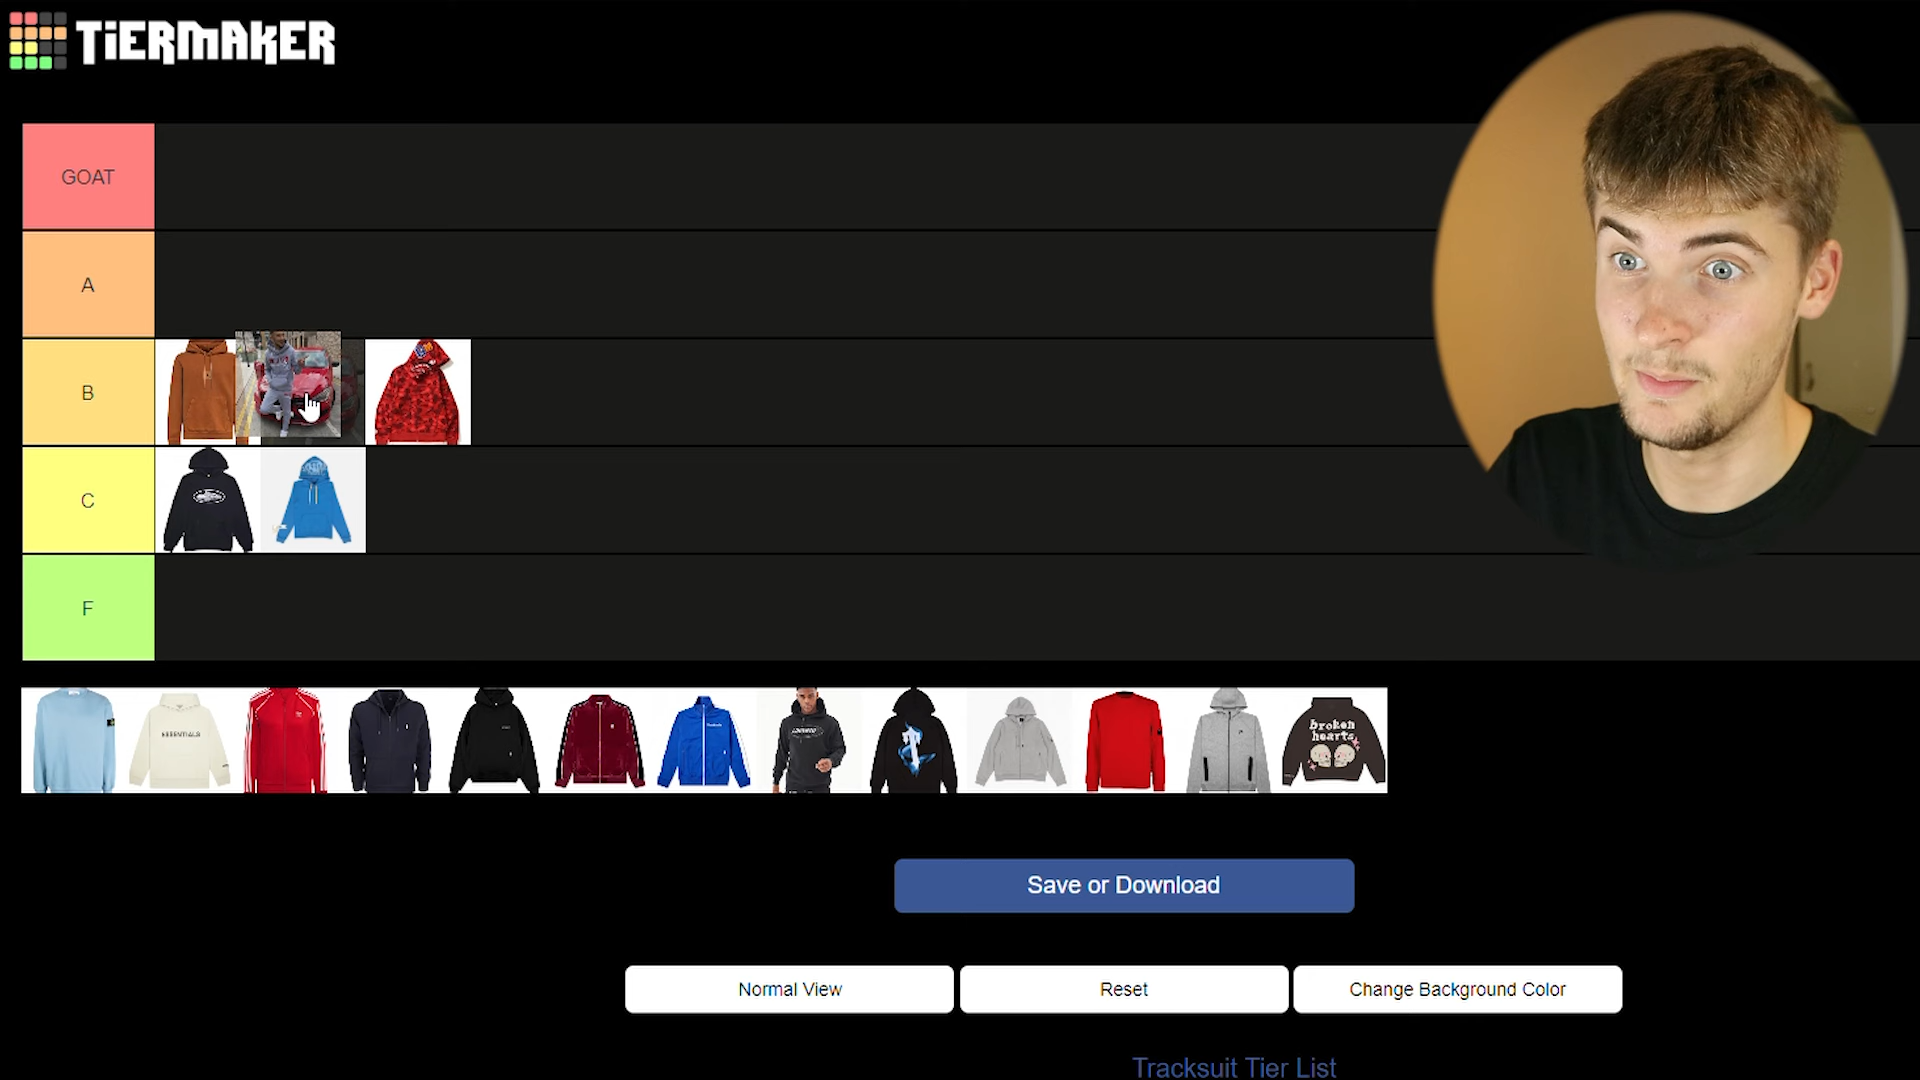 TiERMAKER
GOAT
A
B
C
F
ESSENTIALS
broken
hearts
Save or Download
Normal View
Reset
Change Background Color
Tracksuit Tier List